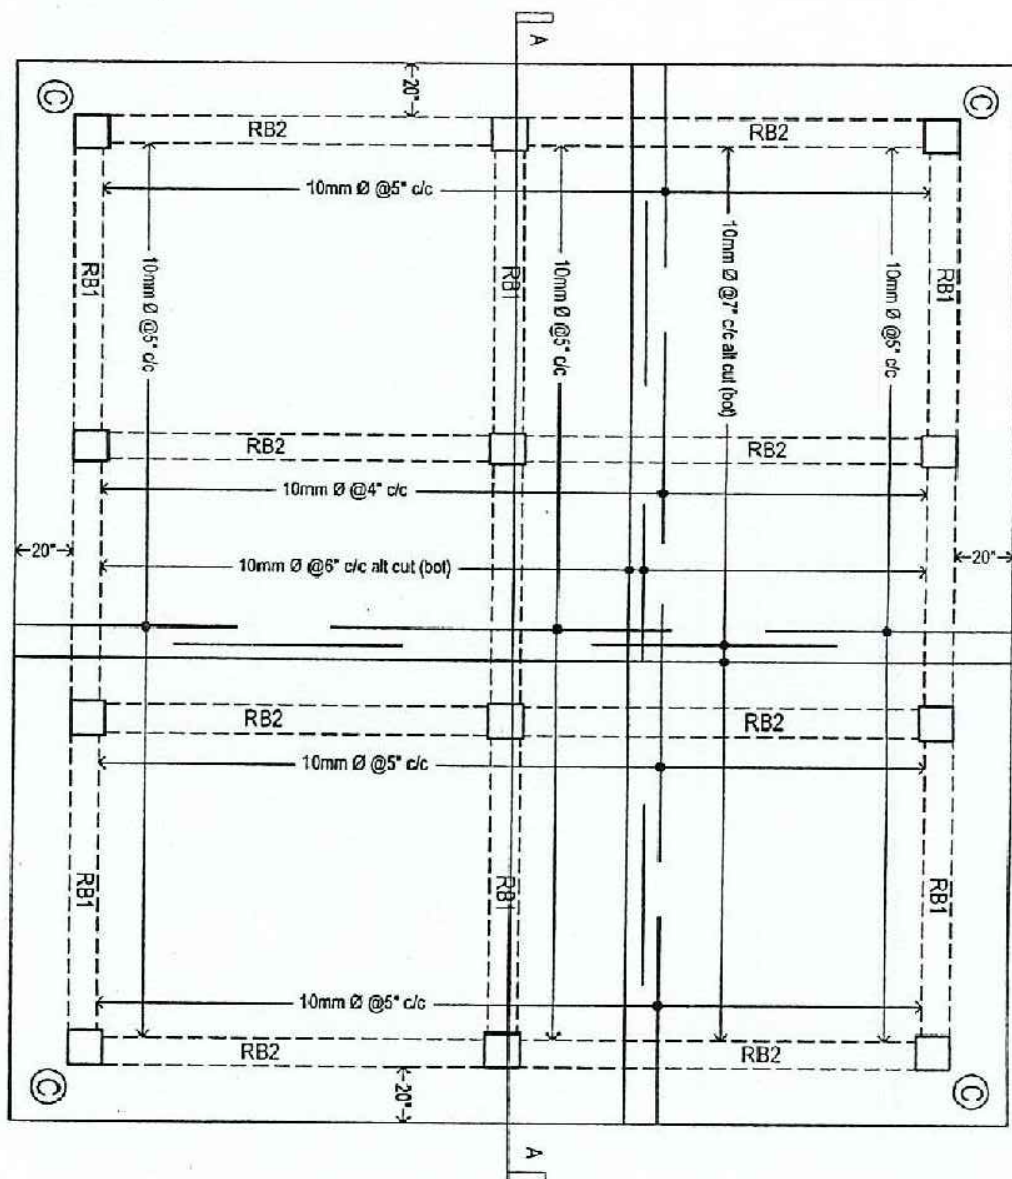 A
20"
C
C
RB2
RB2
10mm Ø @5" c/c
RB1
RB1
RB1
10mm Ø @5" c/c
10mm Ø @5" c/c
10mm Ø @7" c/c alt cut (bot)
10mm Ø @5" c/c
RB2
RB2
10mm Ø @4" c/c
20"
20"
10mm Ø @6" c/c alt cut (bot)
RB2
RB2
10mm Ø @5" c/c
RB1
RB1
RB1
10mm Ø @5" c/c
RB2
RB2
C
20"
C
A